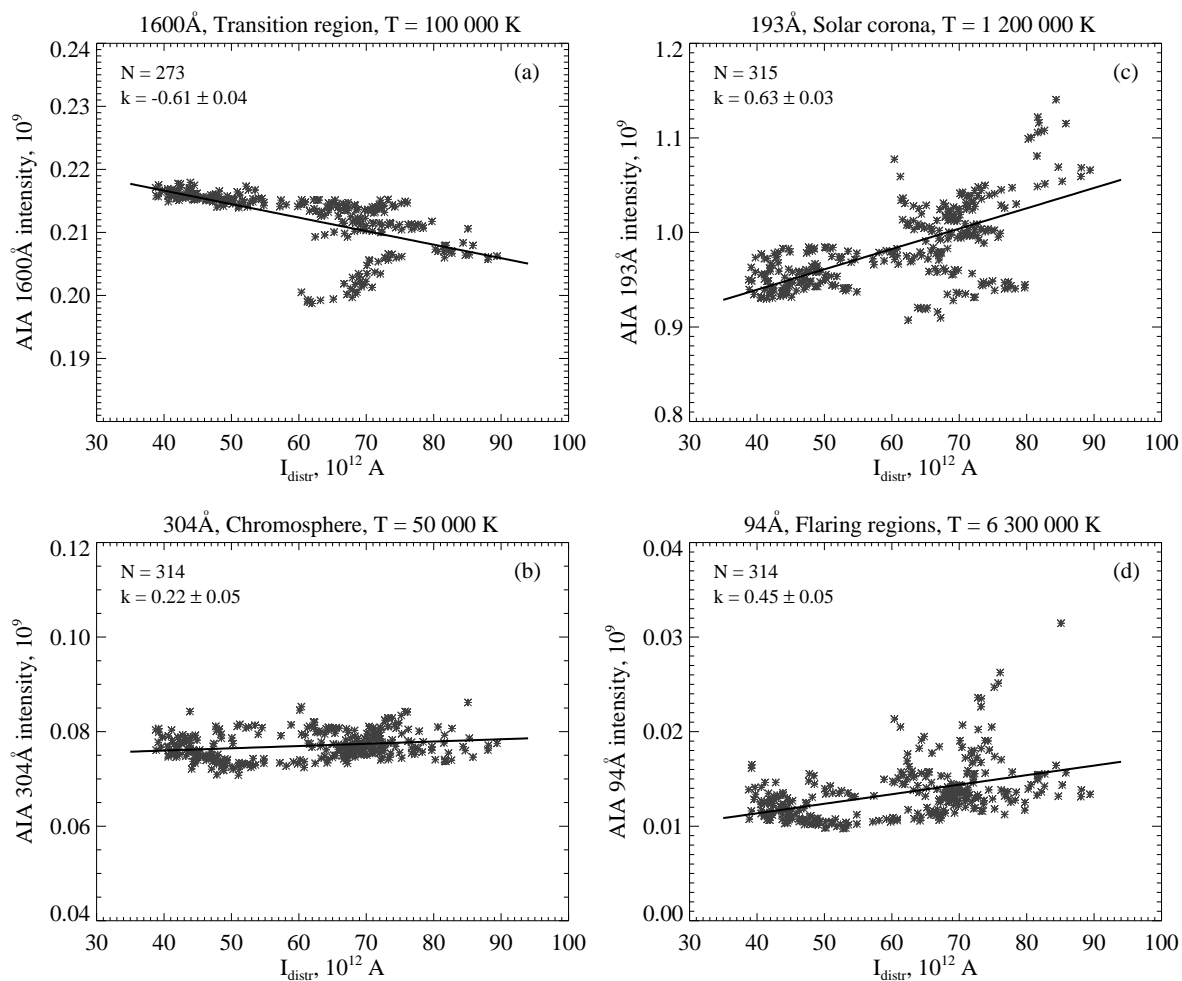 1600Å, Transition region, T = 100 000 K
(a)
N = 273
k = -0.61 ± 0.04
AIA 1600Å intensity, 10⁹
0.24
0.23
0.22
0.21
0.20
0.19
30 40 50 60 70 80 90 100
I_distr, 10¹² A
193Å, Solar corona, T = 1 200 000 K
(c)
N = 315
k = 0.63 ± 0.03
AIA 193Å intensity, 10⁹
1.2
1.1
1.0
0.9
0.8
30 40 50 60 70 80 90 100
I_distr, 10¹² A
304Å, Chromosphere, T = 50 000 K
(b)
N = 314
k = 0.22 ± 0.05
AIA 304Å intensity, 10⁹
0.12
0.10
0.08
0.06
0.04
30 40 50 60 70 80 90 100
I_distr, 10¹² A
94Å, Flaring regions, T = 6 300 000 K
(d)
N = 314
k = 0.45 ± 0.05
AIA 94Å intensity, 10⁹
0.04
0.03
0.02
0.01
0.00
30 40 50 60 70 80 90 100
I_distr, 10¹² A